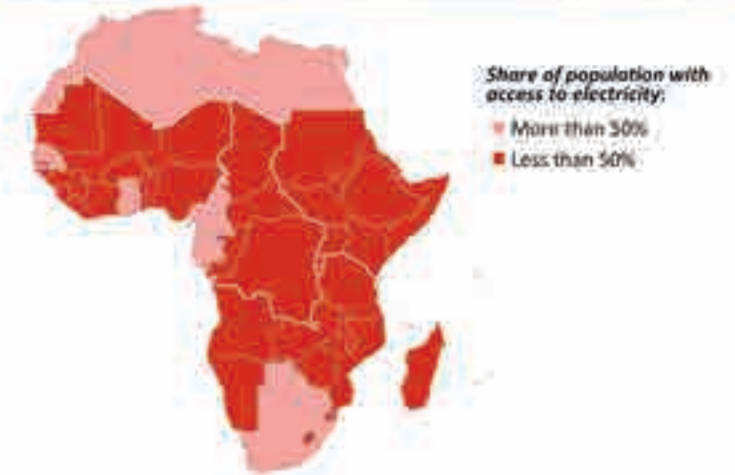 Share of population with
access to electricity:
More than 50%
Less than 50%